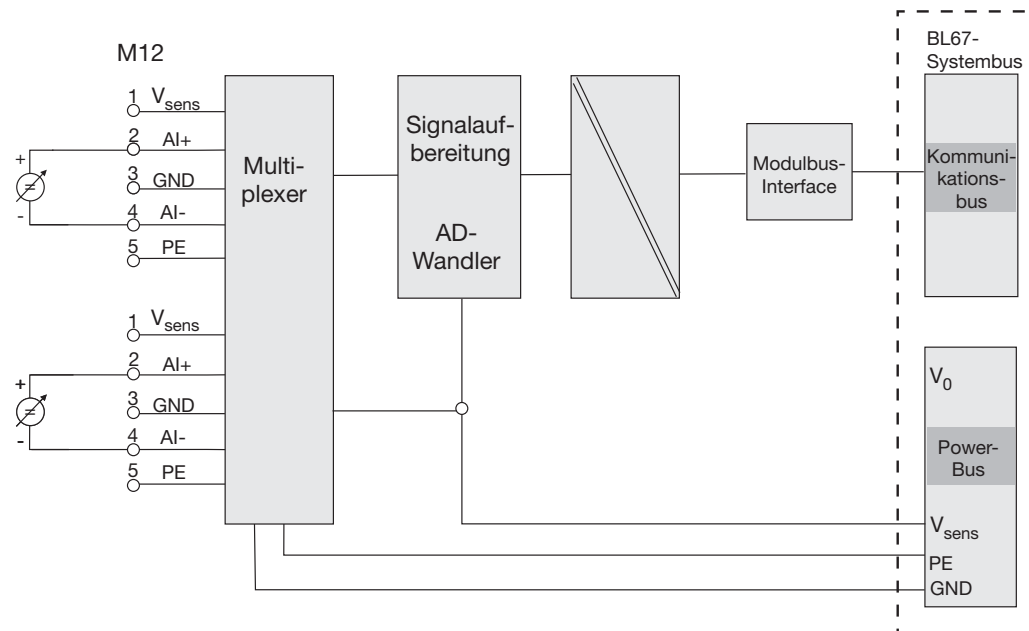 M12
1 Vsens
2 AI+
3 GND
4 AI-
5 PE
+
=
-
1 Vsens
2 AI+
3 GND
4 AI-
5 PE
+
=
-
Multi-
plexer
Signalauf-
bereitung
AD-
Wandler
Modulbus-
Interface
BL67-
Systembus
Kommuni-
kations-
bus
V0
Power-
Bus
Vsens
PE
GND